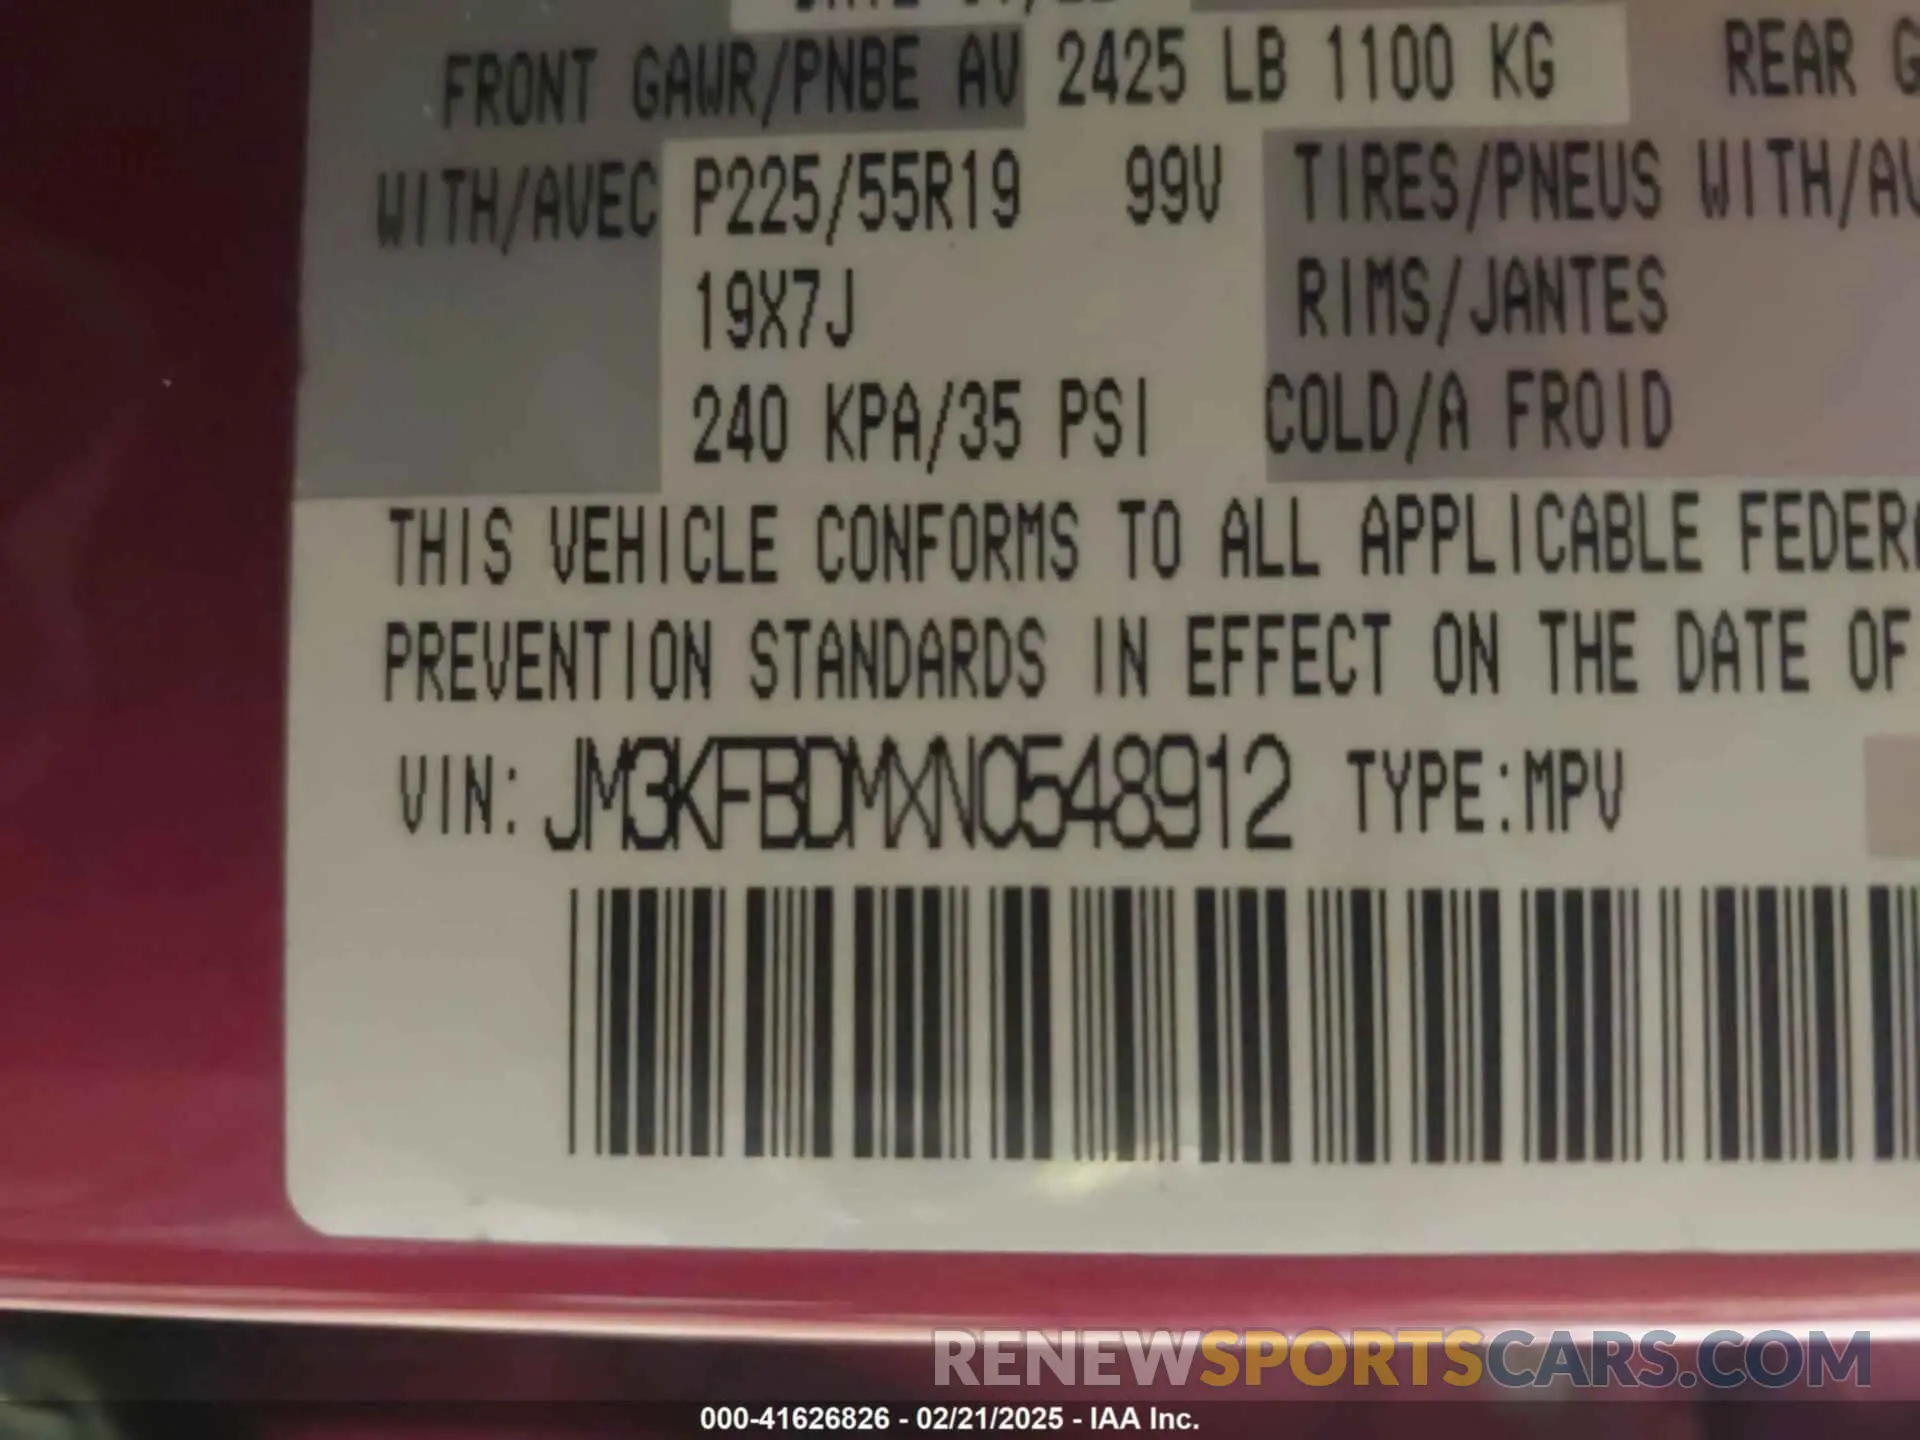 FRONT GAWR/PNBE AV 2425 LB 1100 KG REAR
WITH/AVEC P225/55R19 99V TIRES/PNEUS WITH/AV
19X7J RIMS/JANTES
240 KPA/35 PSI COLD/A FROID
THIS VEHICLE CONFORMS TO ALL APPLICABLE FEDERA
PREVENTION STANDARDS IN EFFECT ON THE DATE OF
VIN: JM3KFBDMXN0548912 TYPE:MPV
RENEWSPORTSCARS.COM
000-41626826 - 02/21/2025 - IAA Inc.